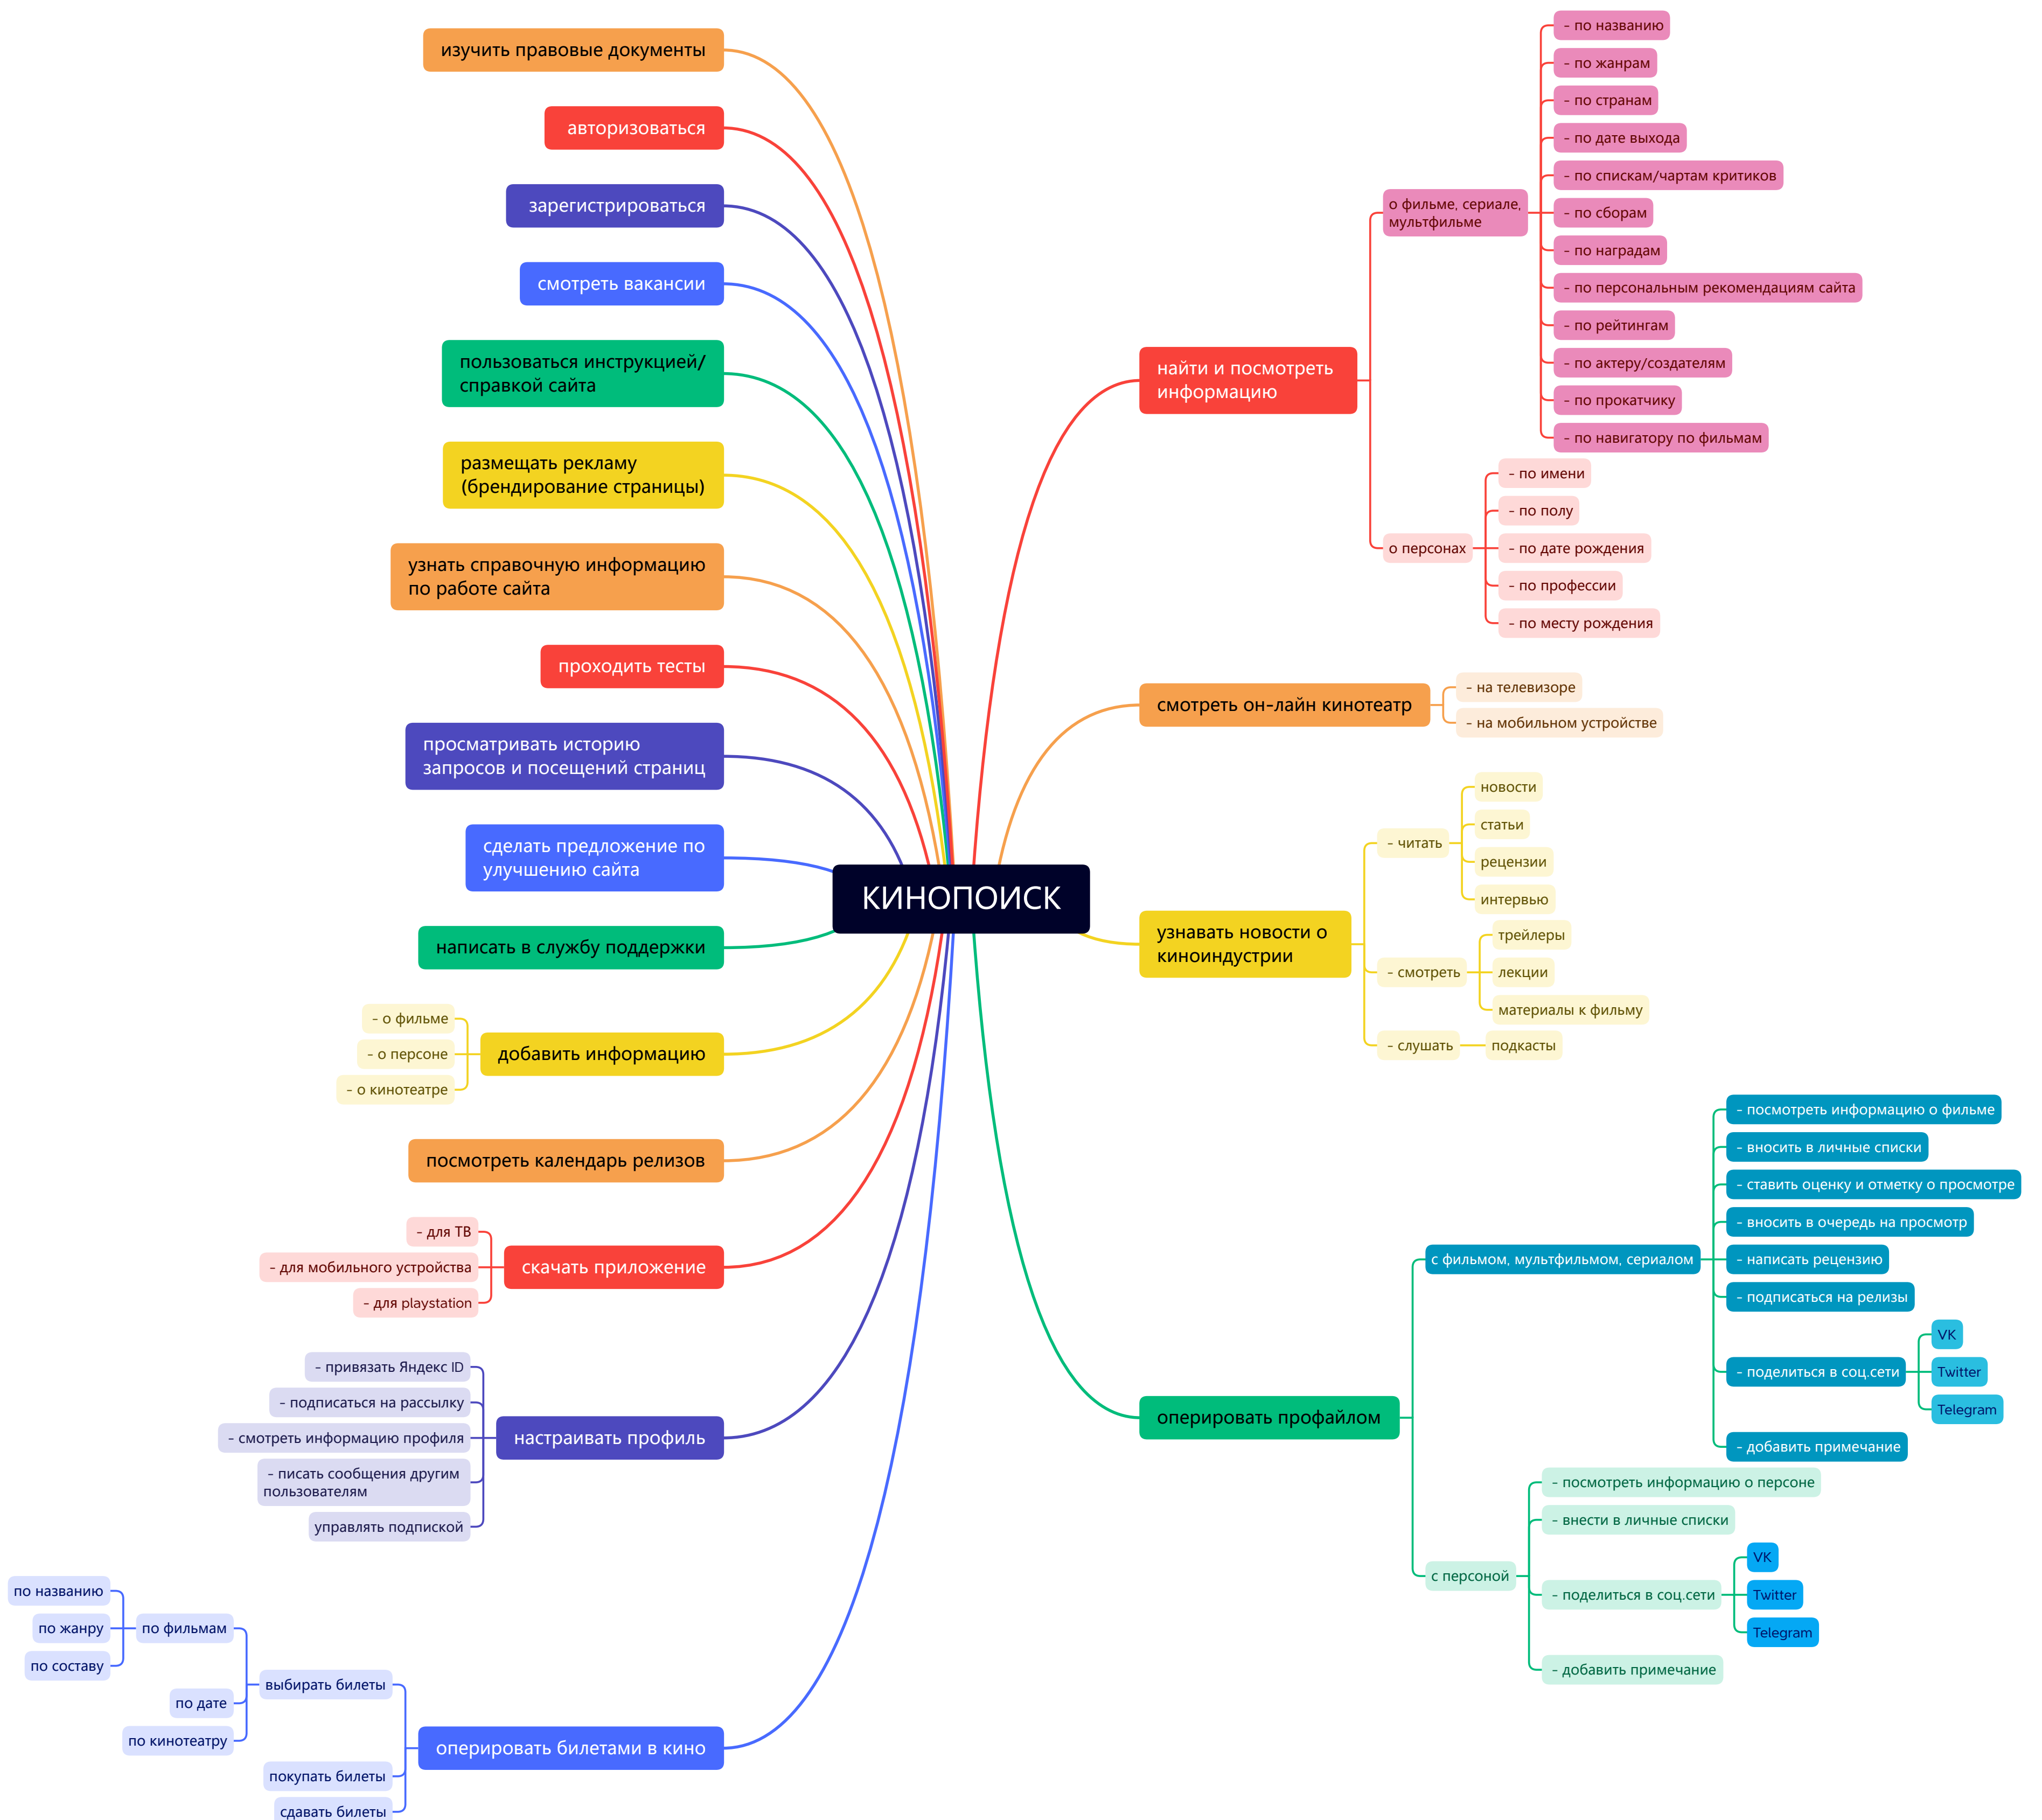 КИНОПОИСК
найти и посмотреть
информацию
о фильме, сериале,
мультфильме
- по названию
- по жанрам
- по странам
- по дате выхода
- по спискам/чартам критиков
- по сборам
- по наградам
- по персональным рекомендациям сайта
- по рейтингам
- по актеру/создателям
- по прокатчику
- по навигатору по фильмам
о персонах
- по имени
- по полу
- по дате рождения
- по профессии
- по месту рождения
смотреть он-лайн кинотеатр
- на телевизоре
- на мобильном устройстве
узнавать новости о
киноиндустрии
- читать
новости
статьи
рецензии
интервью
- смотреть
трейлеры
лекции
материалы к фильму
- слушать
подкасты
оперировать профайлом
с фильмом, мультфильмом, сериалом
- посмотреть информацию о фильме
- вносить в личные списки
- ставить оценку и отметку о просмотре
- вносить в очередь на просмотр
- написать рецензию
- подписаться на релизы
- поделиться в соц.сети
VK
Twitter
Telegram
- добавить примечание
с персоной
- посмотреть информацию о персоне
- внести в личные списки
- поделиться в соц.сети
VK
Twitter
Telegram
- добавить примечание
изучить правовые документы
авторизоваться
зарегистрироваться
смотреть вакансии
пользоваться инструкцией/
справкой сайта
размещать рекламу
(брендирование страницы)
узнать справочную информацию
по работе сайта
проходить тесты
просматривать историю
запросов и посещений страниц
сделать предложение по
улучшению сайта
написать в службу поддержки
добавить информацию
- о фильме
- о персоне
- о кинотеатре
посмотреть календарь релизов
скачать приложение
- для ТВ
- для мобильного устройства
- для playstation
настраивать профиль
- привязать Яндекс ID
- подписаться на рассылку
- смотреть информацию профиля
- писать сообщения другим
пользователям
управлять подпиской
оперировать билетами в кино
выбирать билеты
по фильмам
по названию
по жанру
по составу
по дате
по кинотеатру
покупать билеты
сдавать билеты